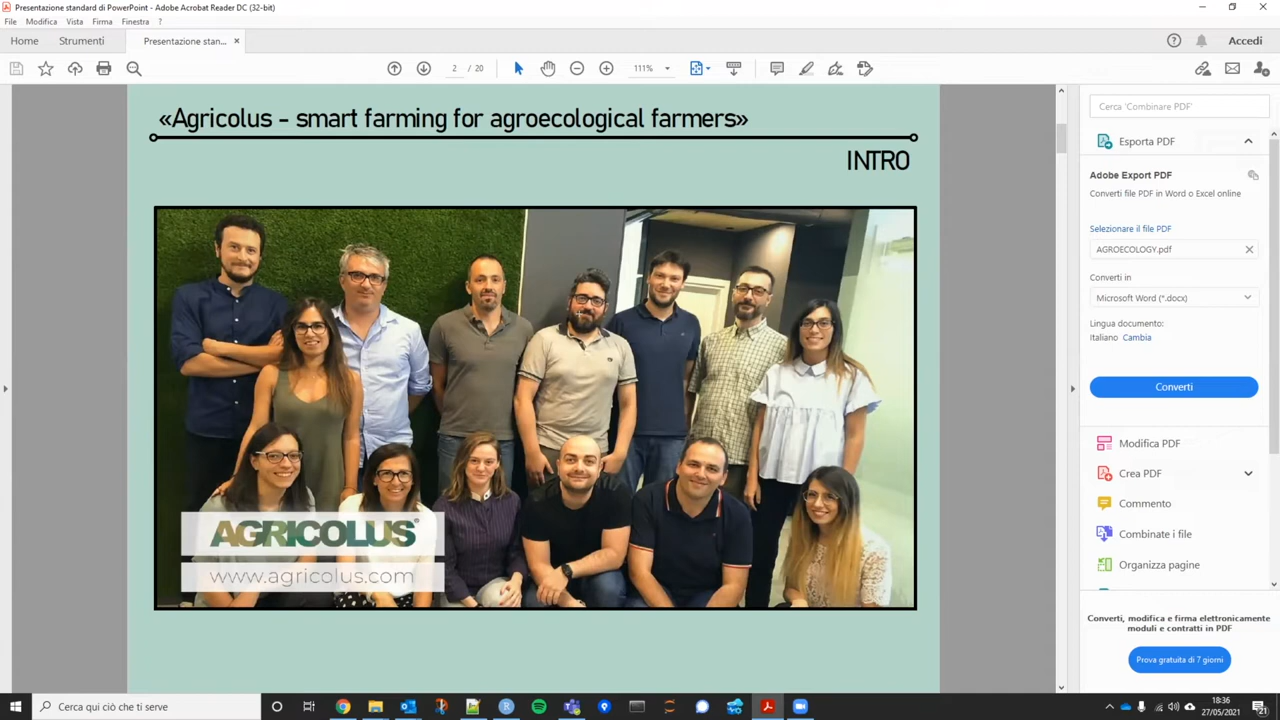 Presentazione standard di PowerPoint - Adobe Acrobat Reader DC (32-bit)
File Modifica Vista Firma Finestra ?
Home Strumenti Presentazione stan... × Accedi
2 / 20 111%
«Agricolus - smart farming for agroecological farmers»
INTRO
AGRICOLUS®
www.agricolus.com
Cerca 'Combinare PDF'
Esporta PDF
Adobe Export PDF
Converti file PDF in Word o Excel online
Selezionare il file PDF
AGROECOLOGY.pdf
Converti in
Microsoft Word (*.docx)
Lingua documento:
Italiano Cambia
Converti
Modifica PDF
Crea PDF
Commento
Combinate i file
Organizza pagine
Converti, modifica e firma elettronicamente
moduli e contratti in PDF
Prova gratuita di 7 giorni
Cerca qui ciò che ti serve
18:36
27/05/2021
21